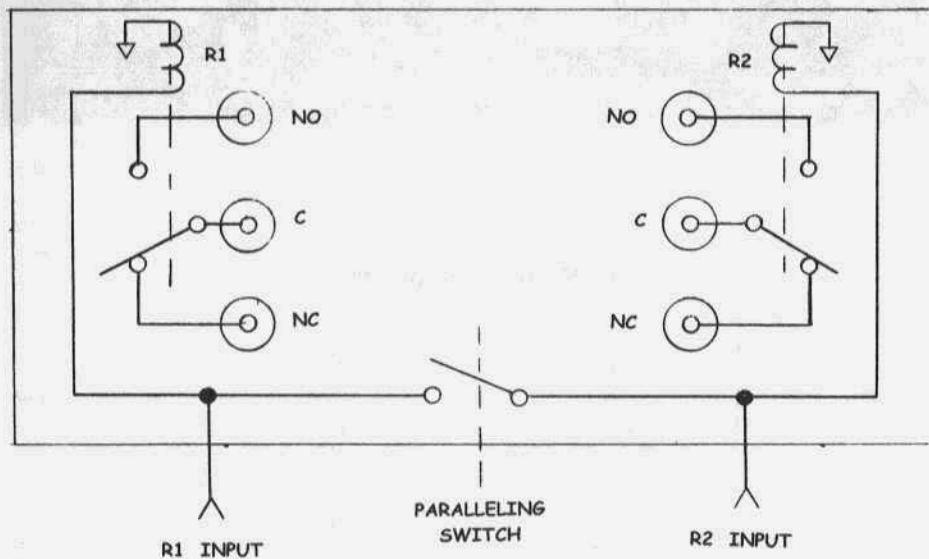 R1
R2
NO
NO
C
C
NC
NC
PARALLELING
SWITCH
R1 INPUT
R2 INPUT